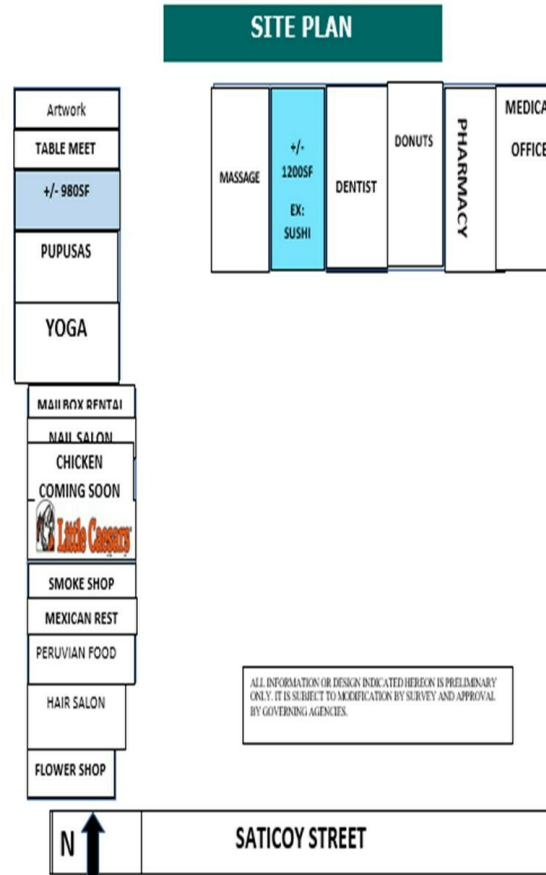 SITE PLAN
Artwork
TABLE MEET
+/- 980SF
PUPUSAS
YOGA
MAILBOX RENTAL
NAIL SALON
CHICKEN
COMING SOON
Little Caesars
SMOKE SHOP
MEXICAN REST
PERUVIAN FOOD
HAIR SALON
FLOWER SHOP
MASSAGE
+/-
1200SF
EX:
SUSHI
DENTIST
DONUTS
PHARMACY
MEDICA
OFFICE
ALL INFORMATION OR DESIGN INDICATED HEREON IS PRELIMINARY
ONLY. IT IS SUBJECT TO MODIFICATION BY SURVEY AND APPROVAL
BY GOVERNING AGENCIES.
N
SATICOY STREET